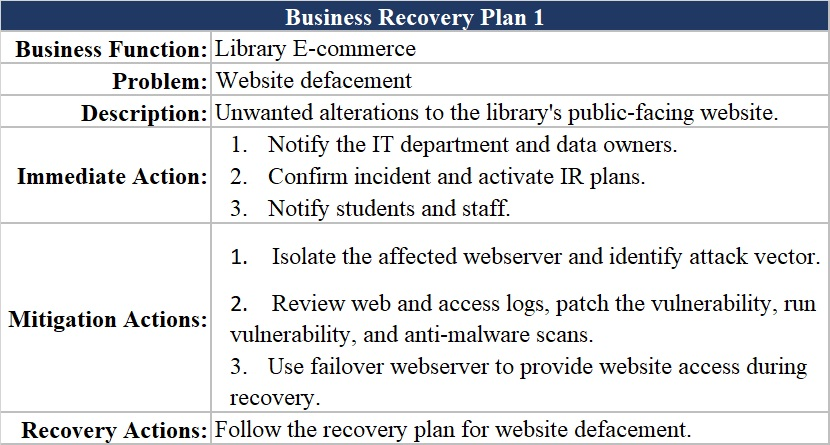 Business Recovery Plan 1
Business Function: Library E-commerce
Problem: Website defacement
Description: Unwanted alterations to the library's public-facing website.
Immediate Action:
1. Notify the IT department and data owners.
2. Confirm incident and activate IR plans.
3. Notify students and staff.
Mitigation Actions:
1. Isolate the affected webserver and identify attack vector.
2. Review web and access logs, patch the vulnerability, run
vulnerability, and anti-malware scans.
3. Use failover webserver to provide website access during
recovery.
Recovery Actions: Follow the recovery plan for website defacement.